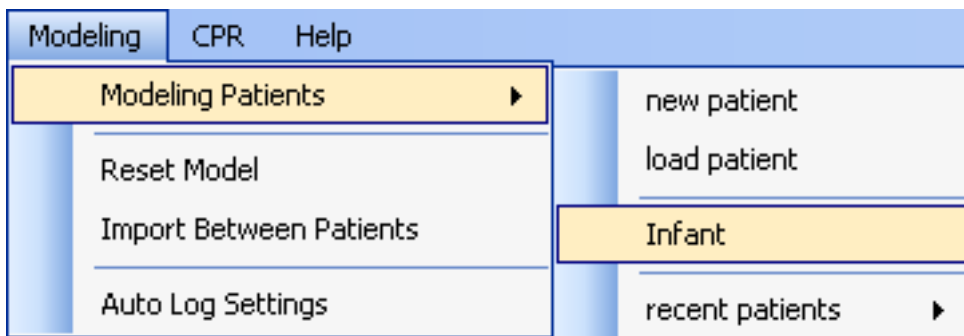 Modeling CPR Help
Modeling Patients
Reset Model
Import Between Patients
Auto Log Settings
new patient
load patient
Infant
recent patients